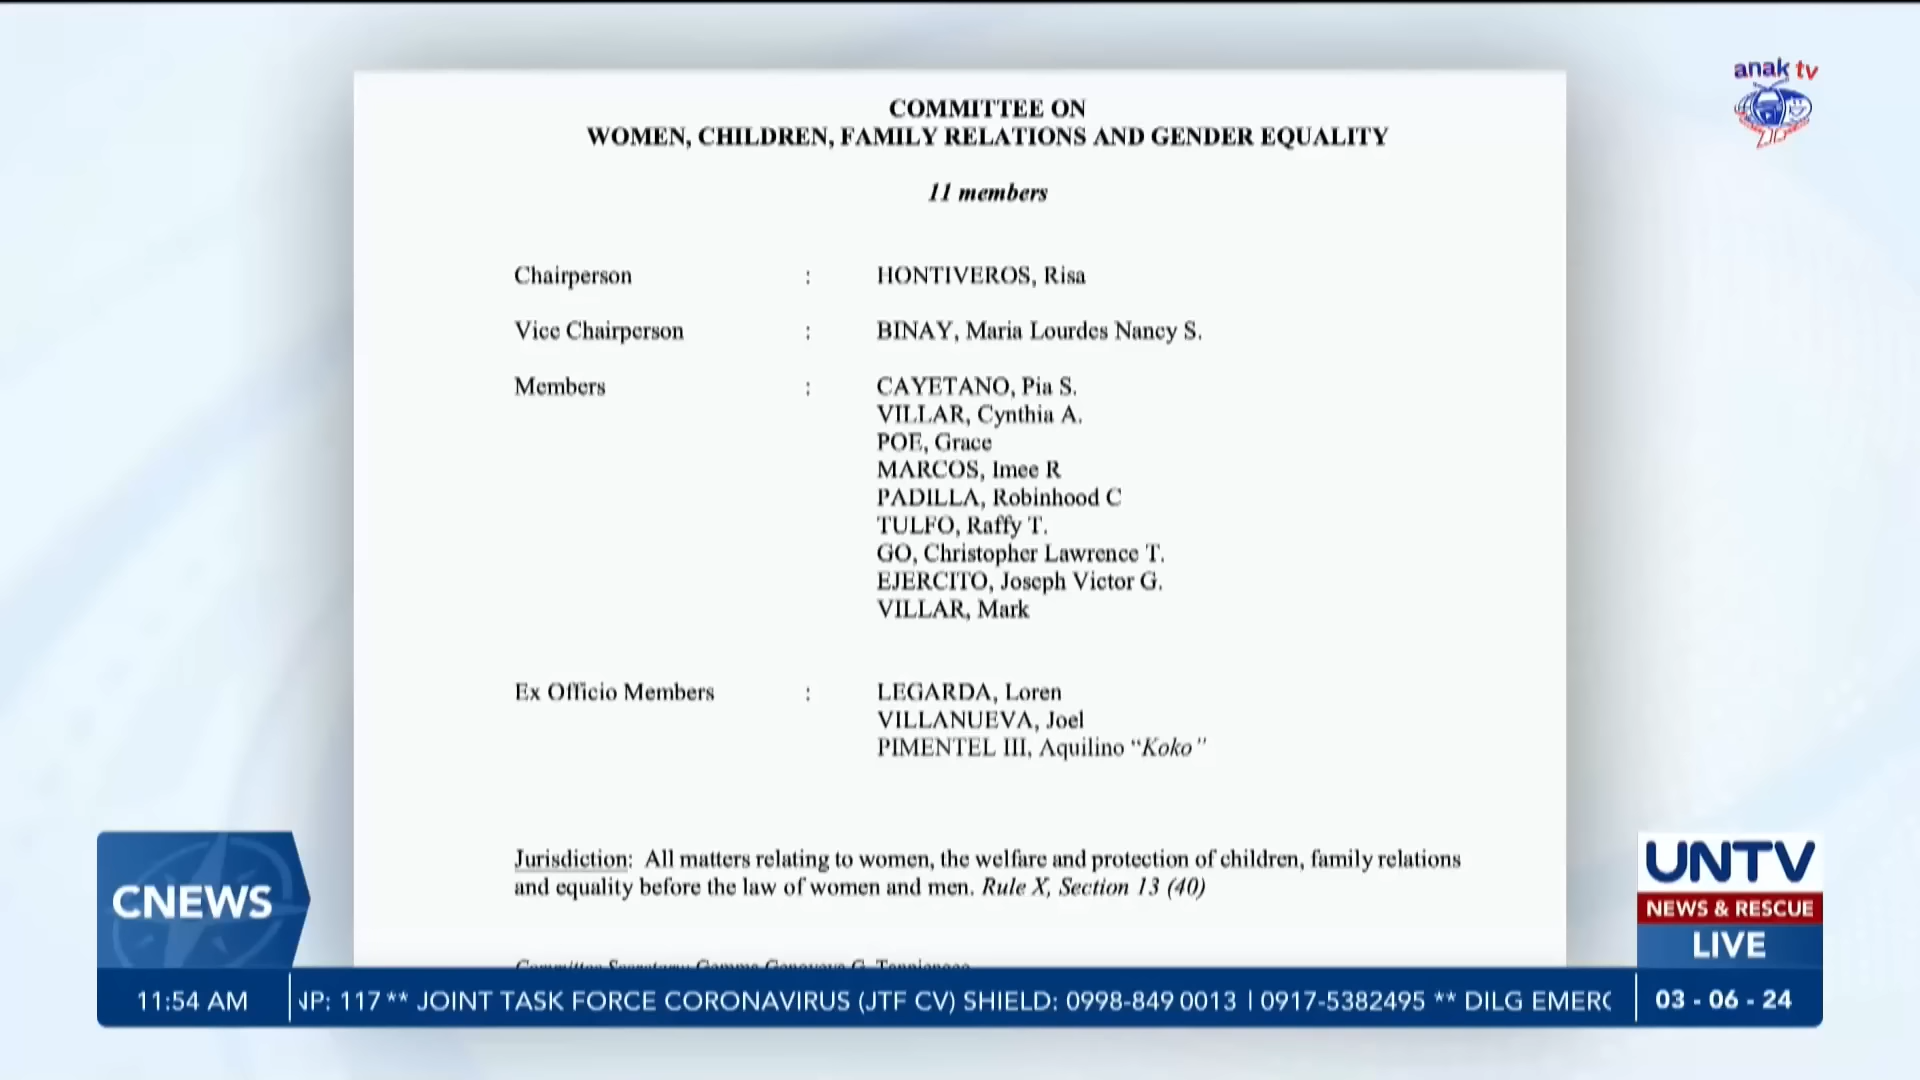 anak tv
COMMITTEE ON
WOMEN, CHILDREN, FAMILY RELATIONS AND GENDER EQUALITY
11 members
Chairperson : HONTIVEROS, Risa
Vice Chairperson : BINAY, Maria Lourdes Nancy S.
Members : CAYETANO, Pia S.
VILLAR, Cynthia A.
POE, Grace
MARCOS, Imee R
PADILLA, Robinhood C
TULFO, Raffy T.
GO, Christopher Lawrence T.
EJERCITO, Joseph Victor G.
VILLAR, Mark
Ex Officio Members : LEGARDA, Loren
VILLANUEVA, Joel
PIMENTEL III, Aquilino “Koko”
Jurisdiction: All matters relating to women, the welfare and protection of children, family relations
and equality before the law of women and men. Rule X, Section 13 (40)
Committee Secretary
CNEWS
UNTV
NEWS & RESCUE
LIVE
11:54 AM
NP: 117 ** JOINT TASK FORCE CORONAVIRUS (JTF CV) SHIELD: 0998-849 0013 | 0917-5382495 ** DILG EMERG
03 - 06 - 24